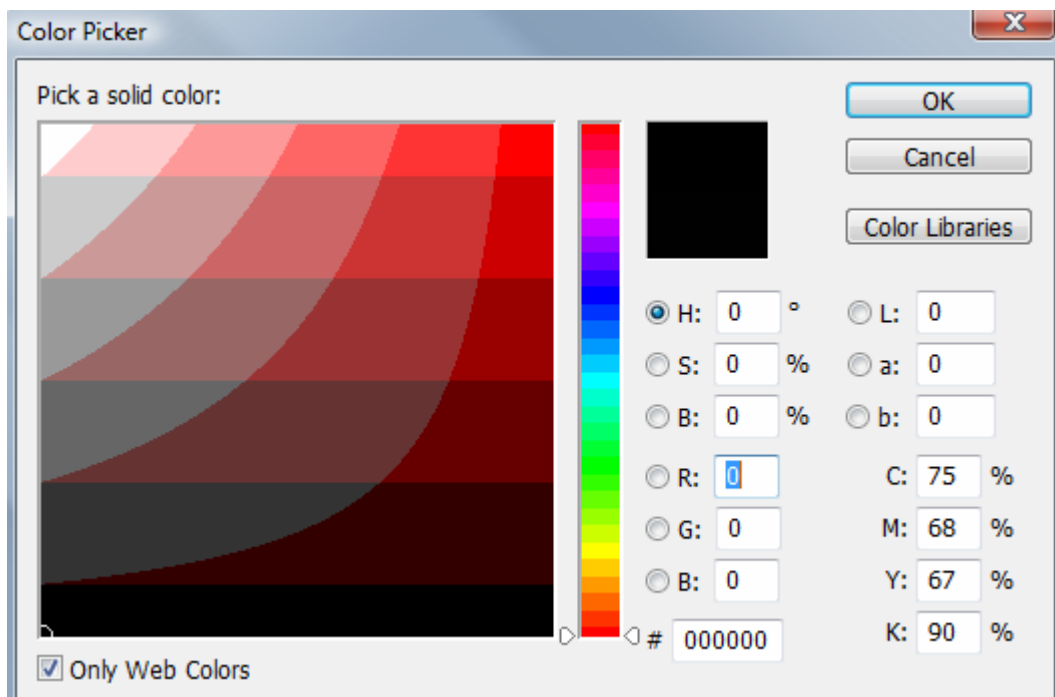 Color Picker
X
Pick a solid color:
OK
Cancel
Color Libraries
H: 0 ° L: 0
S: 0 % a: 0
B: 0 % b: 0
R: 0 C: 75 %
G: 0 M: 68 %
B: 0 Y: 67 %
# 000000 K: 90 %
Only Web Colors